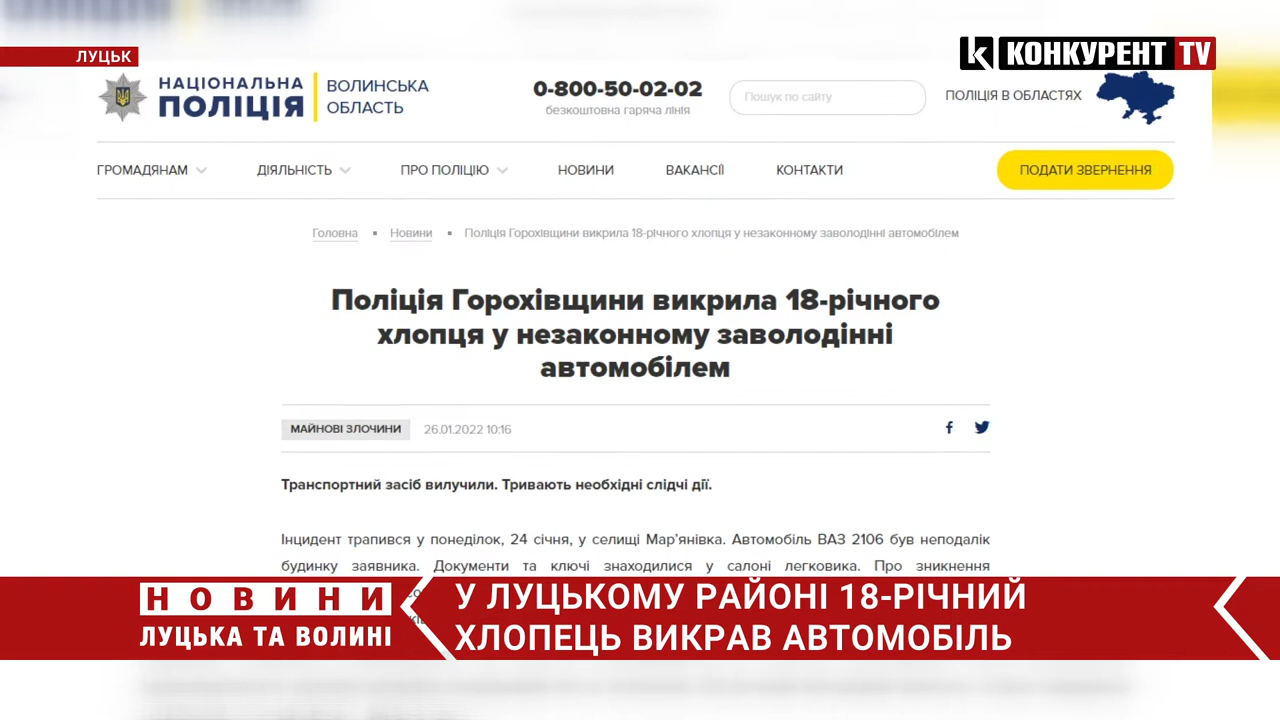 ЛУЦЬК
КОНКУРЕНТ TV
НАЦІОНАЛЬНА
ПОЛІЦІЯ
ВОЛИНСЬКА
ОБЛАСТЬ
0-800-50-02-02
безкоштовна гаряча лінія
Пошук по сайту
ПОЛІЦІЯ В ОБЛАСТЯХ
ГРОМАДЯНАМ ДІЯЛЬНІСТЬ ПРО ПОЛІЦІЮ НОВИНИ ВАКАНСІЇ КОНТАКТИ ПОДАТИ ЗВЕРНЕННЯ
Головна Новини Поліція Горохівщини викрила 18-річного хлопця у незаконному заволодінні автомобілем
Поліція Горохівщини викрила 18-річного
хлопця у незаконному заволодінні
автомобілем
МАЙНОВІ ЗЛОЧИНИ 26.01.2022 10:16
Транспортний засіб вилучили. Тривають необхідні слідчі дії.
Інцидент трапився у понеділок, 24 січня, у селищі Мар’янівка. Автомобіль ВАЗ 2106 був неподалік
будинку заявника. Документи та ключі знаходилися у салоні легковика. Про зникнення
НОВИНИ
ЛУЦЬКА ТА ВОЛИНІ
У ЛУЦЬКОМУ РАЙОНІ 18-РІЧНИЙ
ХЛОПЕЦЬ ВИКРАВ АВТОМОБІЛЬ